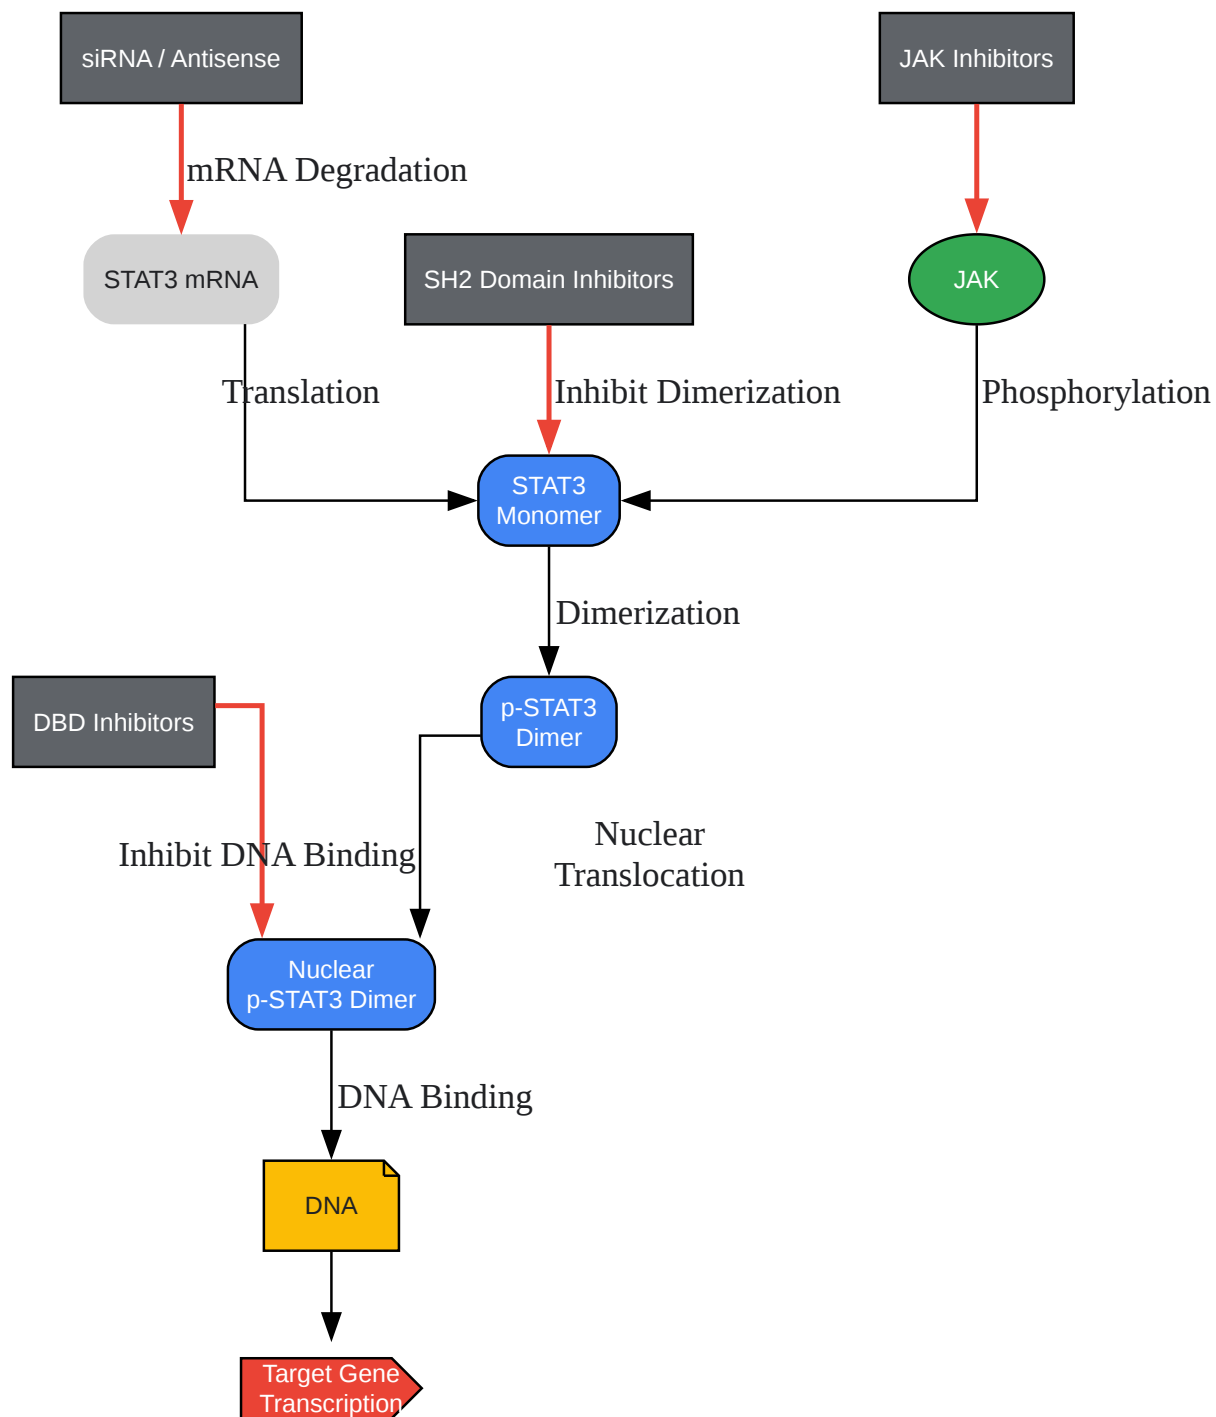 siRNA / Antisense
JAK Inhibitors
mRNA Degradation
STAT3 mRNA
SH2 Domain Inhibitors
JAK
Translation
Inhibit Dimerization
Phosphorylation
STAT3
Monomer
Dimerization
DBD Inhibitors
p-STAT3
Dimer
Inhibit DNA Binding
Nuclear
Translocation
Nuclear
p-STAT3 Dimer
DNA Binding
DNA
Target Gene
Transcription